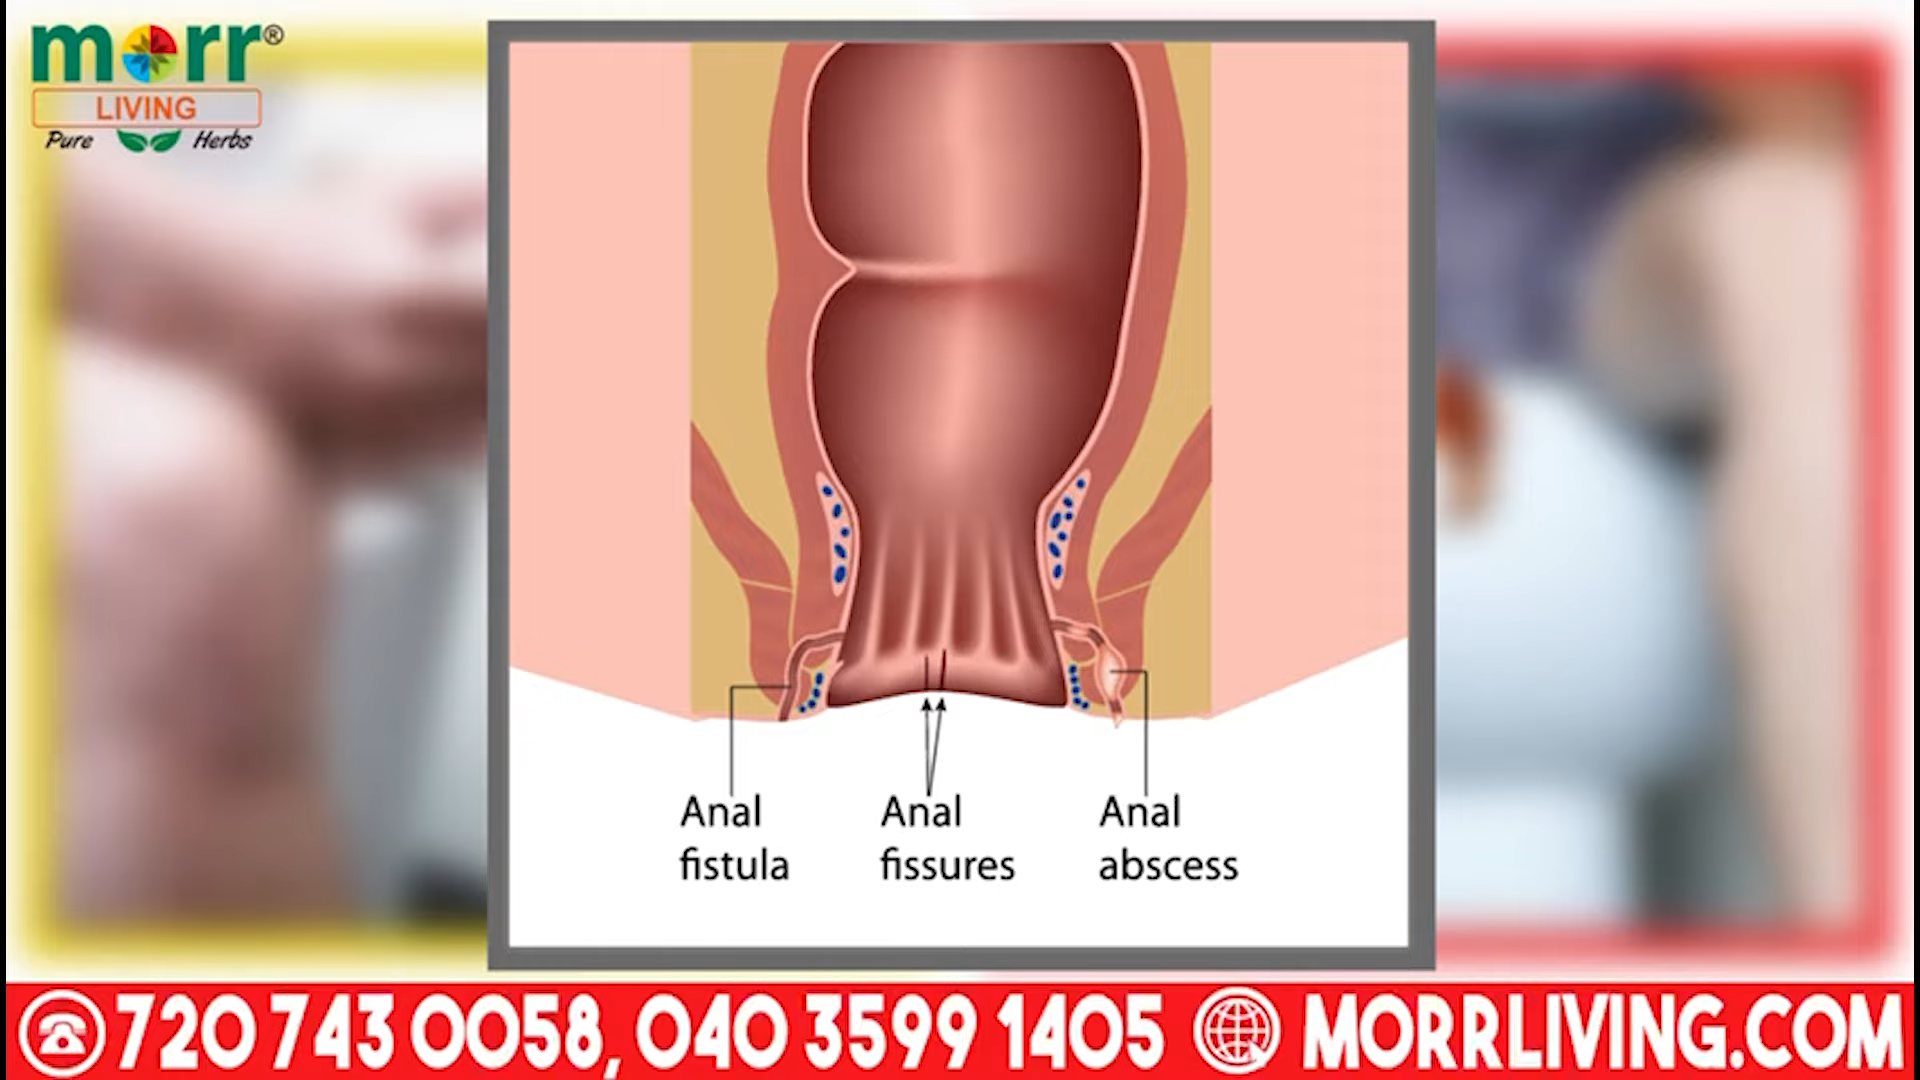 morr®
LIVING
Pure Herbs
Anal fistula
Anal fissures
Anal abscess
720 743 0058, 040 3599 1405 MORRLIVING.COM